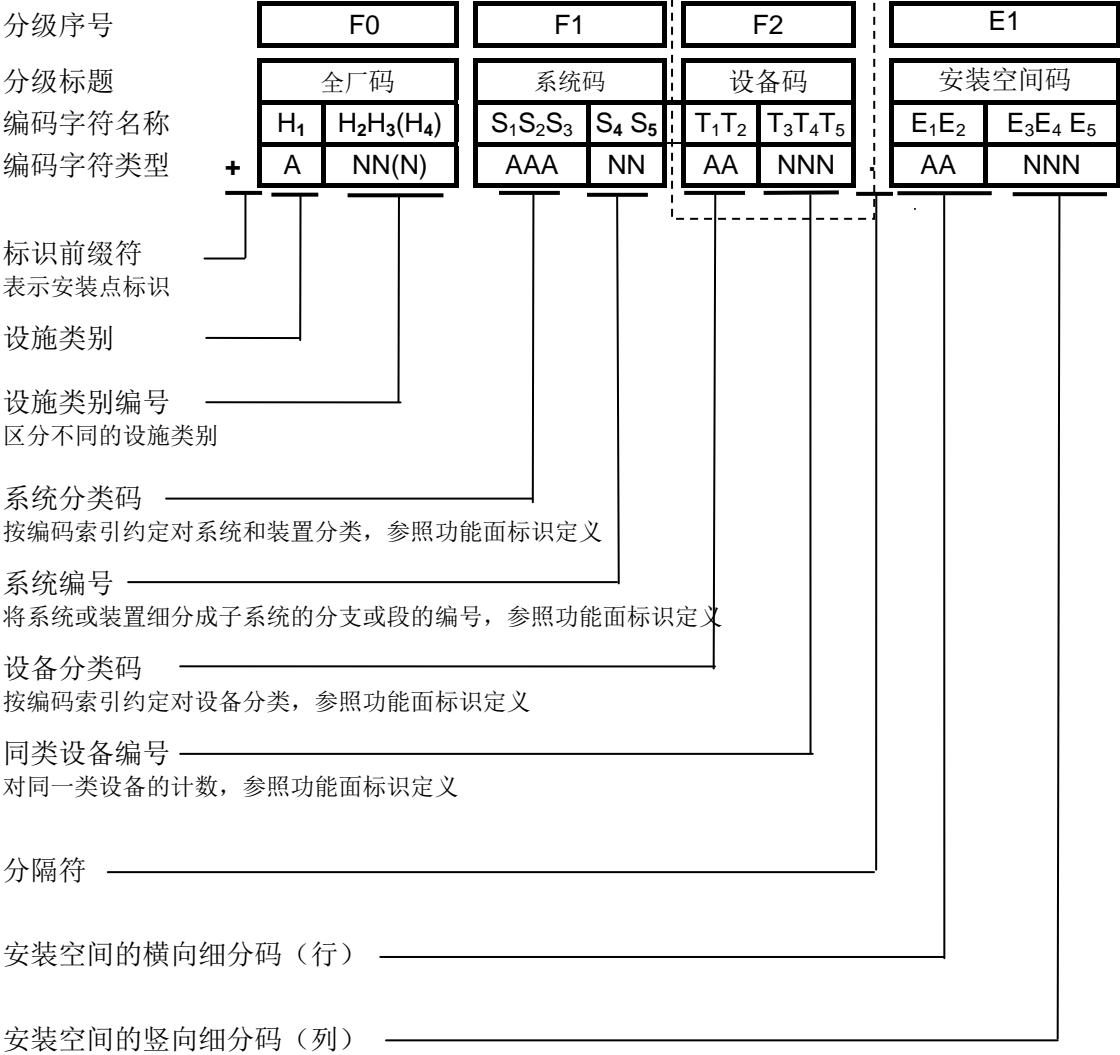 分级序号 F0 F1 F2 E1
分级标题 全厂码 系统码 设备码 安装空间码
编码字符名称 H₁ H₂H₃(H₄) S₁S₂S₃ S₄ S₅ T₁T₂ T₃T₄T₅ E₁E₂ E₃E₄ E₅
编码字符类型 + A NN(N) AAA NN AA NNN . AA NNN
标识前缀符
表示安装点标识
设施类别
设施类别编号
区分不同的设施类别
系统分类码
按编码索引约定对系统和装置分类，参照功能面标识定义
系统编号
将系统或装置细分成子系统的分支或段的编号，参照功能面标识定义
设备分类码
按编码索引约定对设备分类，参照功能面标识定义
同类设备编号
对同一类设备的计数，参照功能面标识定义
分隔符
安装空间的横向细分码（行）
安装空间的竖向细分码（列）